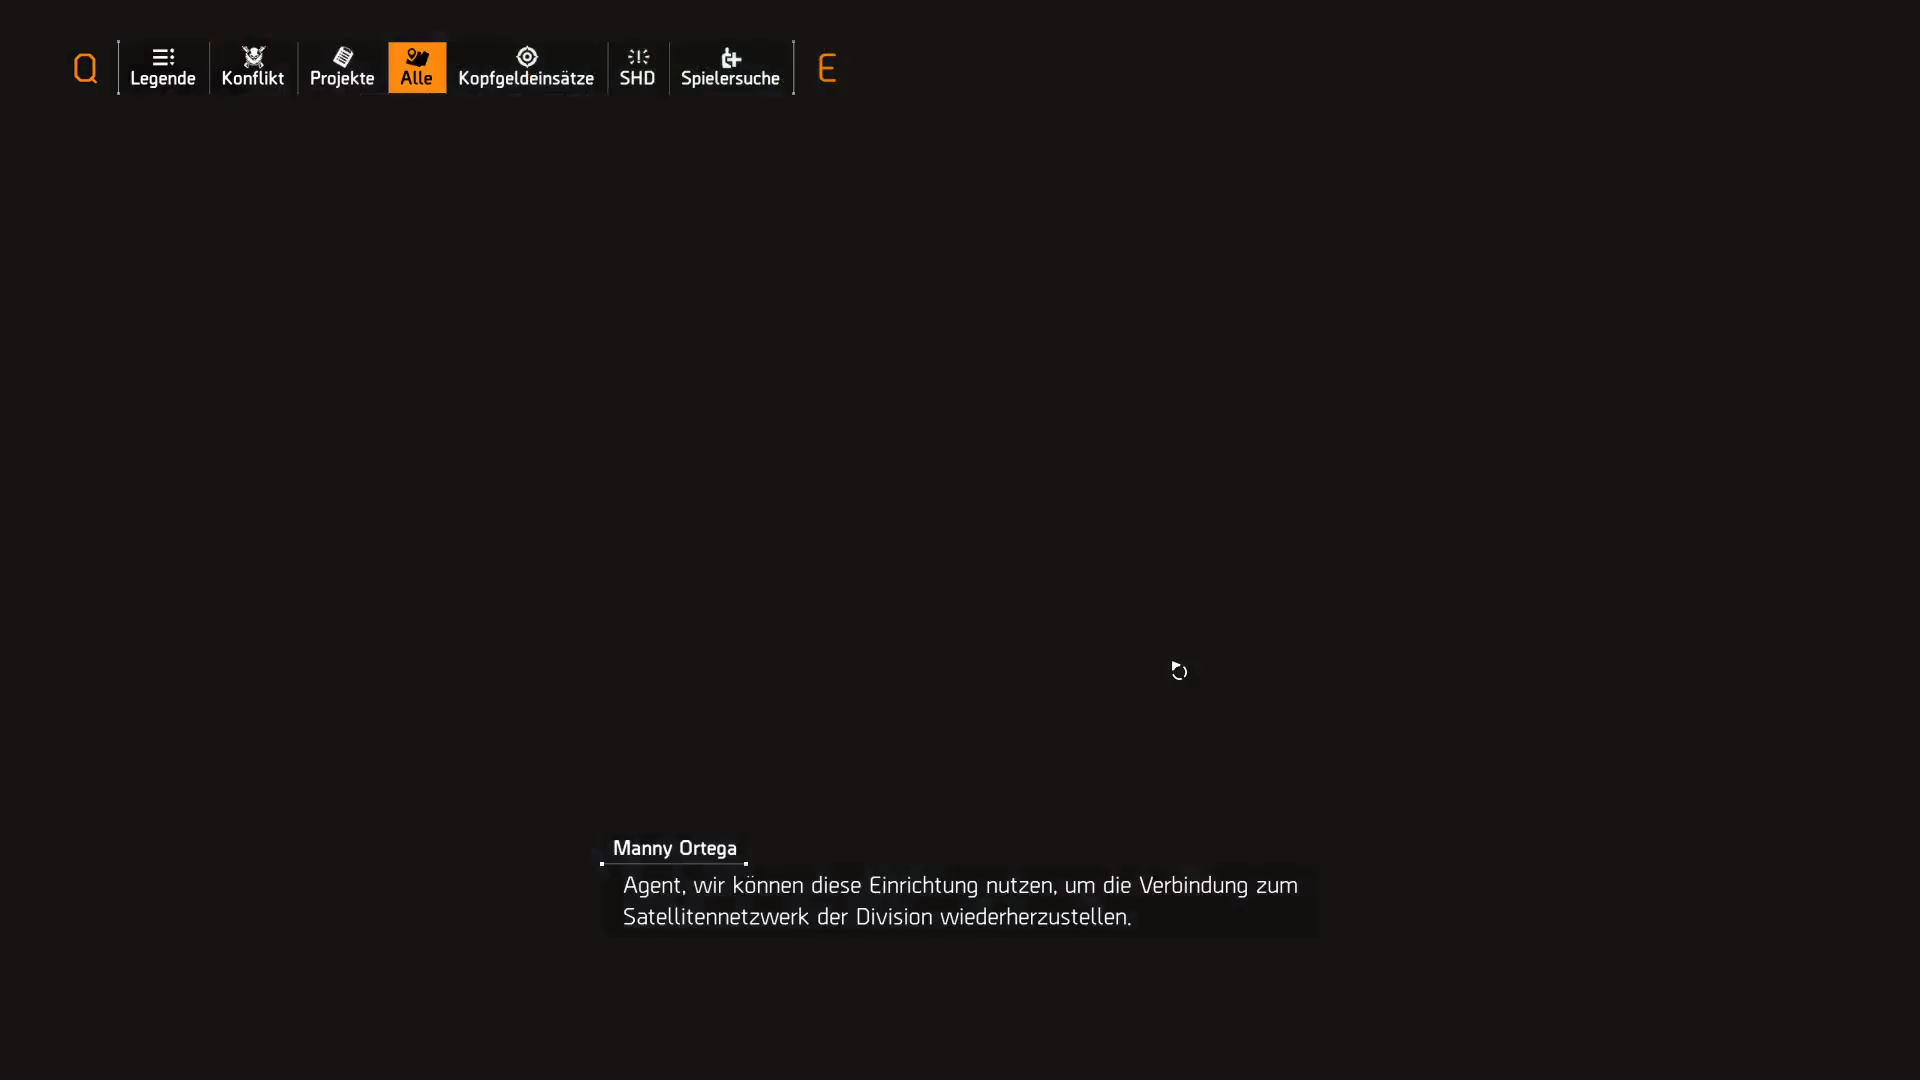 Q Legende Konflikt Projekte Alle Kopfgeldeinsätze SHD Spielersuche E
Manny Ortega
Agent, wir können diese Einrichtung nutzen, um die Verbindung zum
Satellitennetzwerk der Division wiederherzustellen.